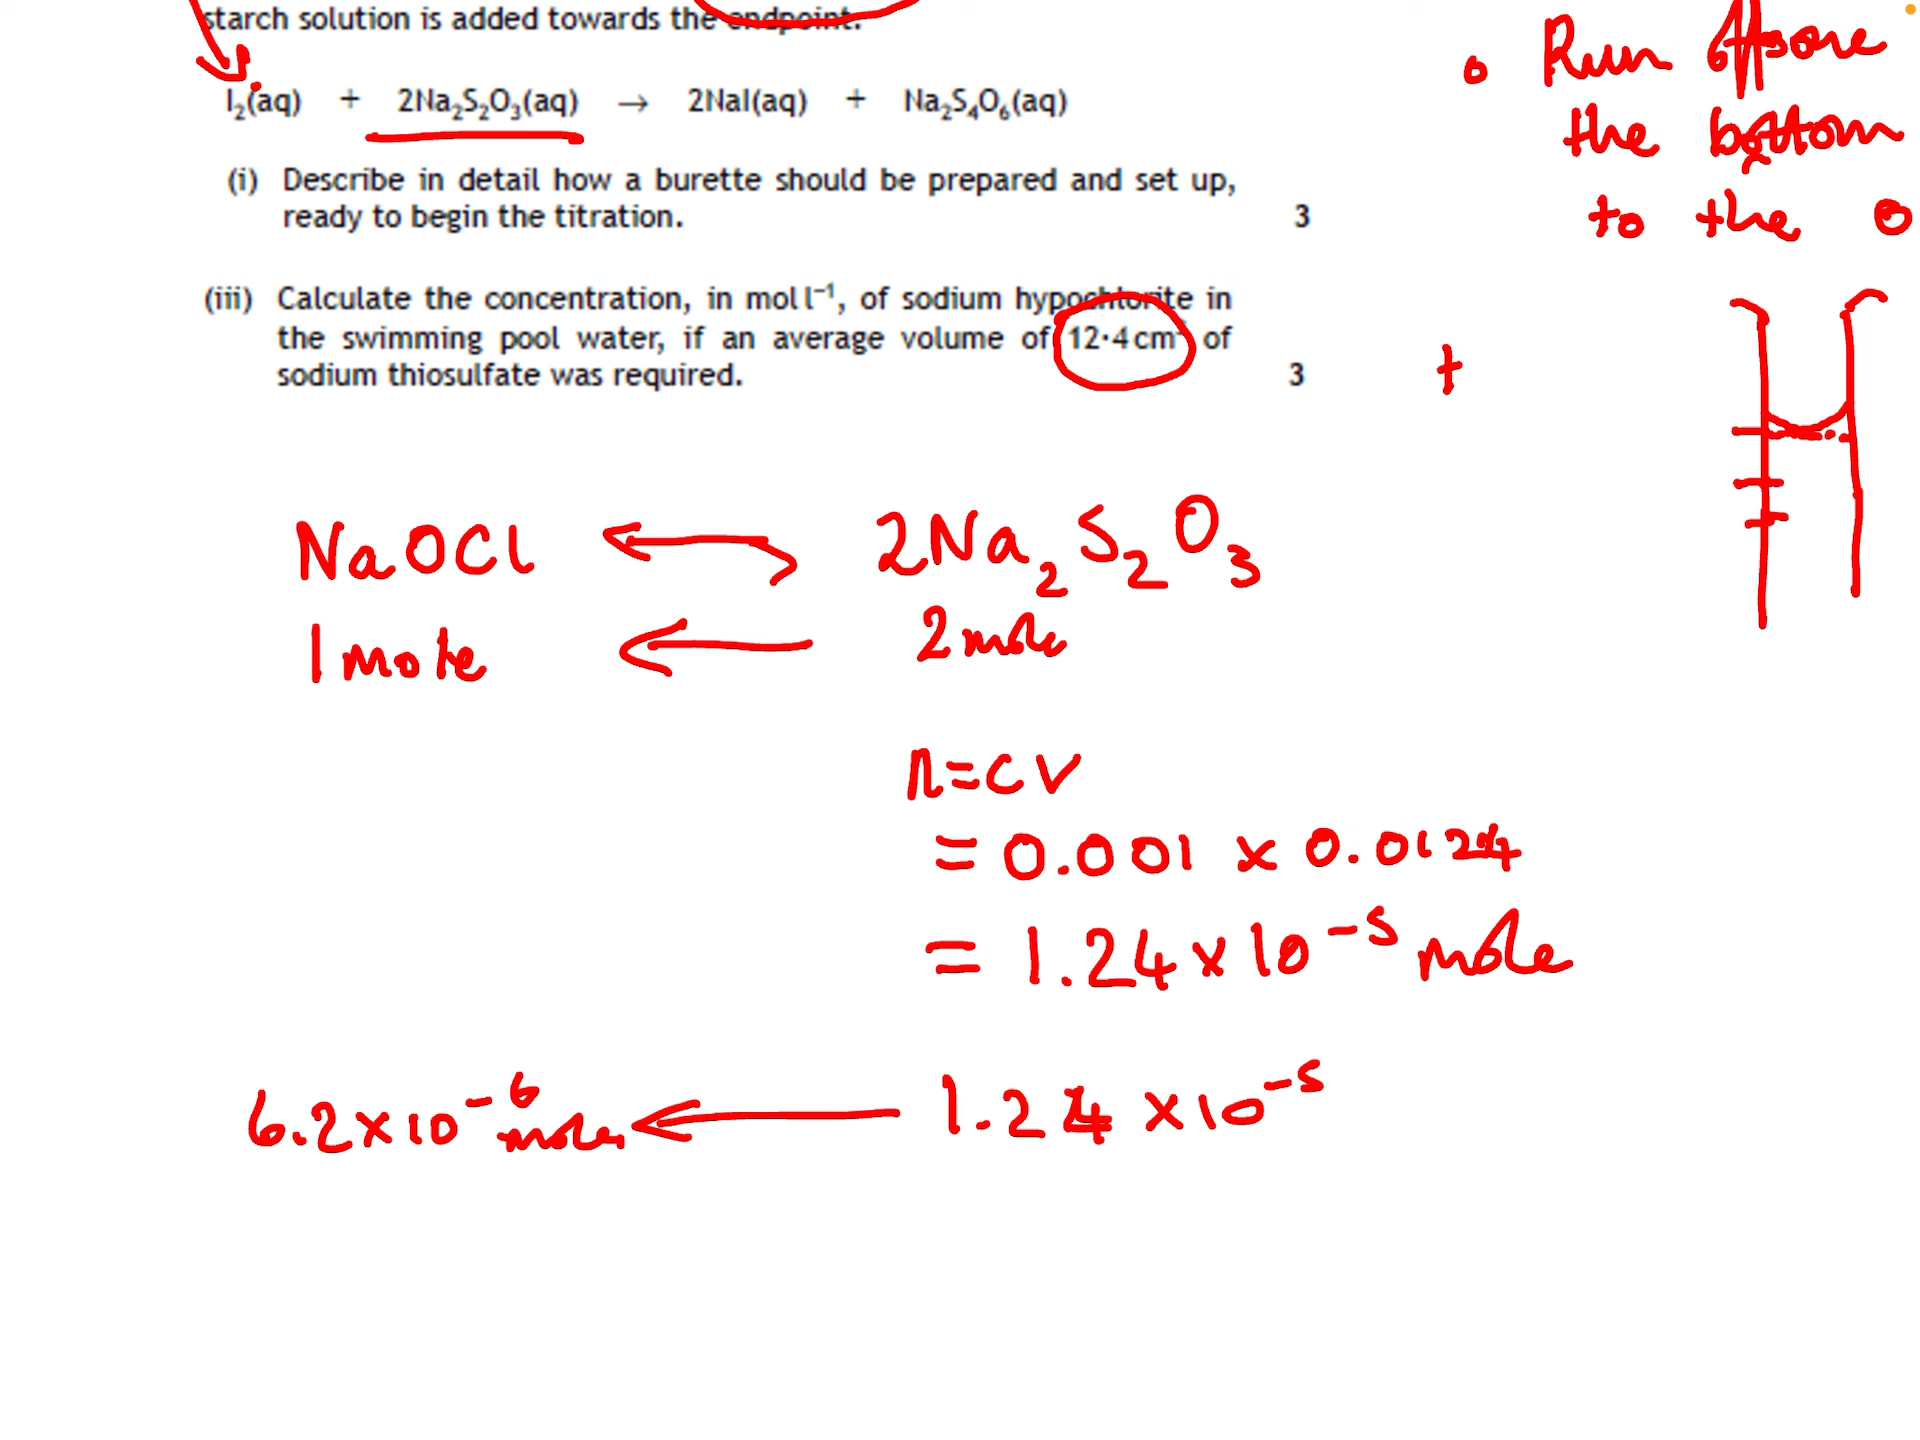 starch solution is added towards the endpoint.
I₂(aq) + 2Na₂S₂O₃(aq) → 2NaI(aq) + Na₂S₄O₆(aq)
(i) Describe in detail how a burette should be prepared and set up,
ready to begin the titration. 3
(iii) Calculate the concentration, in mol l⁻¹, of sodium hypochlorite in
the swimming pool water, if an average volume of 12·4 cm³ of
sodium thiosulfate was required. 3
Run
the bottom
to the 0
+
NaOCl 2Na₂S₂O₃
1 mole ← 2 mole
n=cv
= 0.001 × 0.0124
= 1.24 × 10⁻⁵ mole
6.2 × 10⁻⁶ moles ← 1.24 × 10⁻⁵